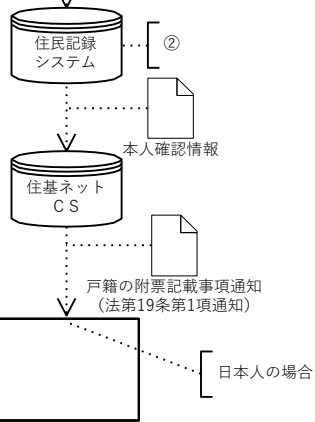 住民記録
システム
②
本人確認情報
住基ネット
ＣＳ
戸籍の附票記載事項通知
（法第19条第1項通知）
日本人の場合